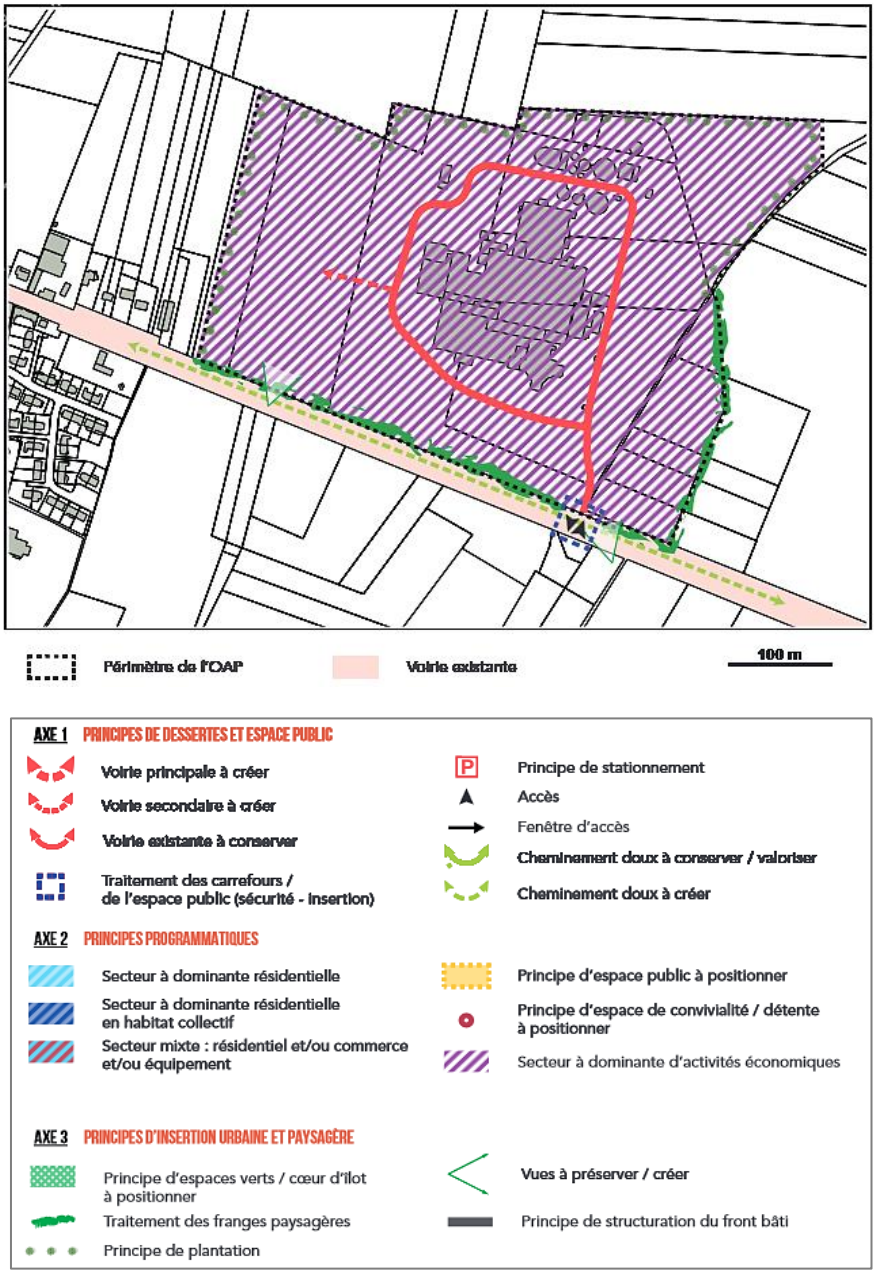 Périmètre de l'OAP
Voirie existante
100 m
AXE 1 PRINCIPES DE DESSERTES ET ESPACE PUBLIC
Voirie principale à créer
Voirie secondaire à créer
Voirie existante à conserver
Traitement des carrefours /
de l'espace public (sécurité - insertion)
P
Principe de stationnement
Accès
Fenêtre d'accès
Cheminement doux à conserver / valoriser
Cheminement doux à créer
AXE 2 PRINCIPES PROGRAMMATIQUES
Secteur à dominante résidentielle
Secteur à dominante résidentielle
en habitat collectif
Secteur mixte : résidentiel et/ou commerce
et/ou équipement
Principe d'espace public à positionner
Principe d'espace de convivialité / détente
à positionner
Secteur à dominante d'activités économiques
AXE 3 PRINCIPES D'INSERTION URBAINE ET PAYSAGÈRE
Principe d'espaces verts / cœur d'îlot
à positionner
Traitement des franges paysagères
Principe de plantation
Vues à préserver / créer
Principe de structuration du front bâti